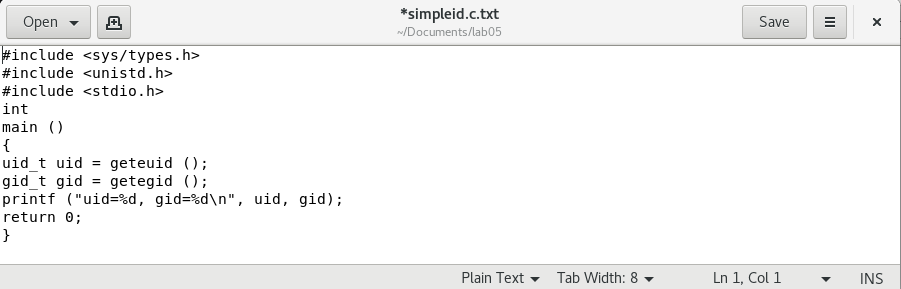 Open
*simpleid.c.txt
~/Documents/lab05
Save
#include <sys/types.h>
#include <unistd.h>
#include <stdio.h>
int
main ()
{
uid_t uid = geteuid ();
gid_t gid = getegid ();
printf ("uid=%d, gid=%d\n", uid, gid);
return 0;
}
Plain Text Tab Width: 8 Ln 1, Col 1 INS